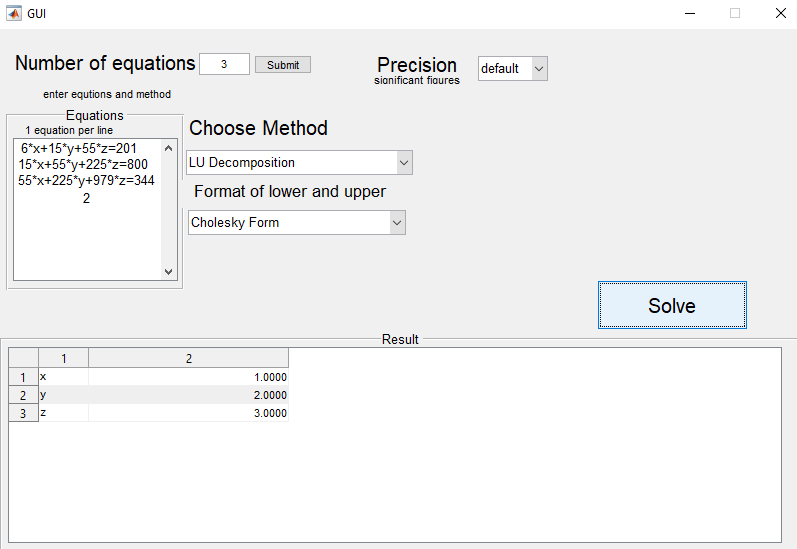 GUI
Number of equations 3 Submit
Precision default
significant figures
enter eqution​s and method
Equations
1 equation per line
6*x+15*y+55*z=201
15*x+55*y+225*z=800
55*x+225*y+979*z=344
2
Choose Method
LU Decomposition
Format of lower and upper
Cholesky Form
Solve
Result
1 2
1 x 1.0000
2 y 2.0000
3 z 3.0000